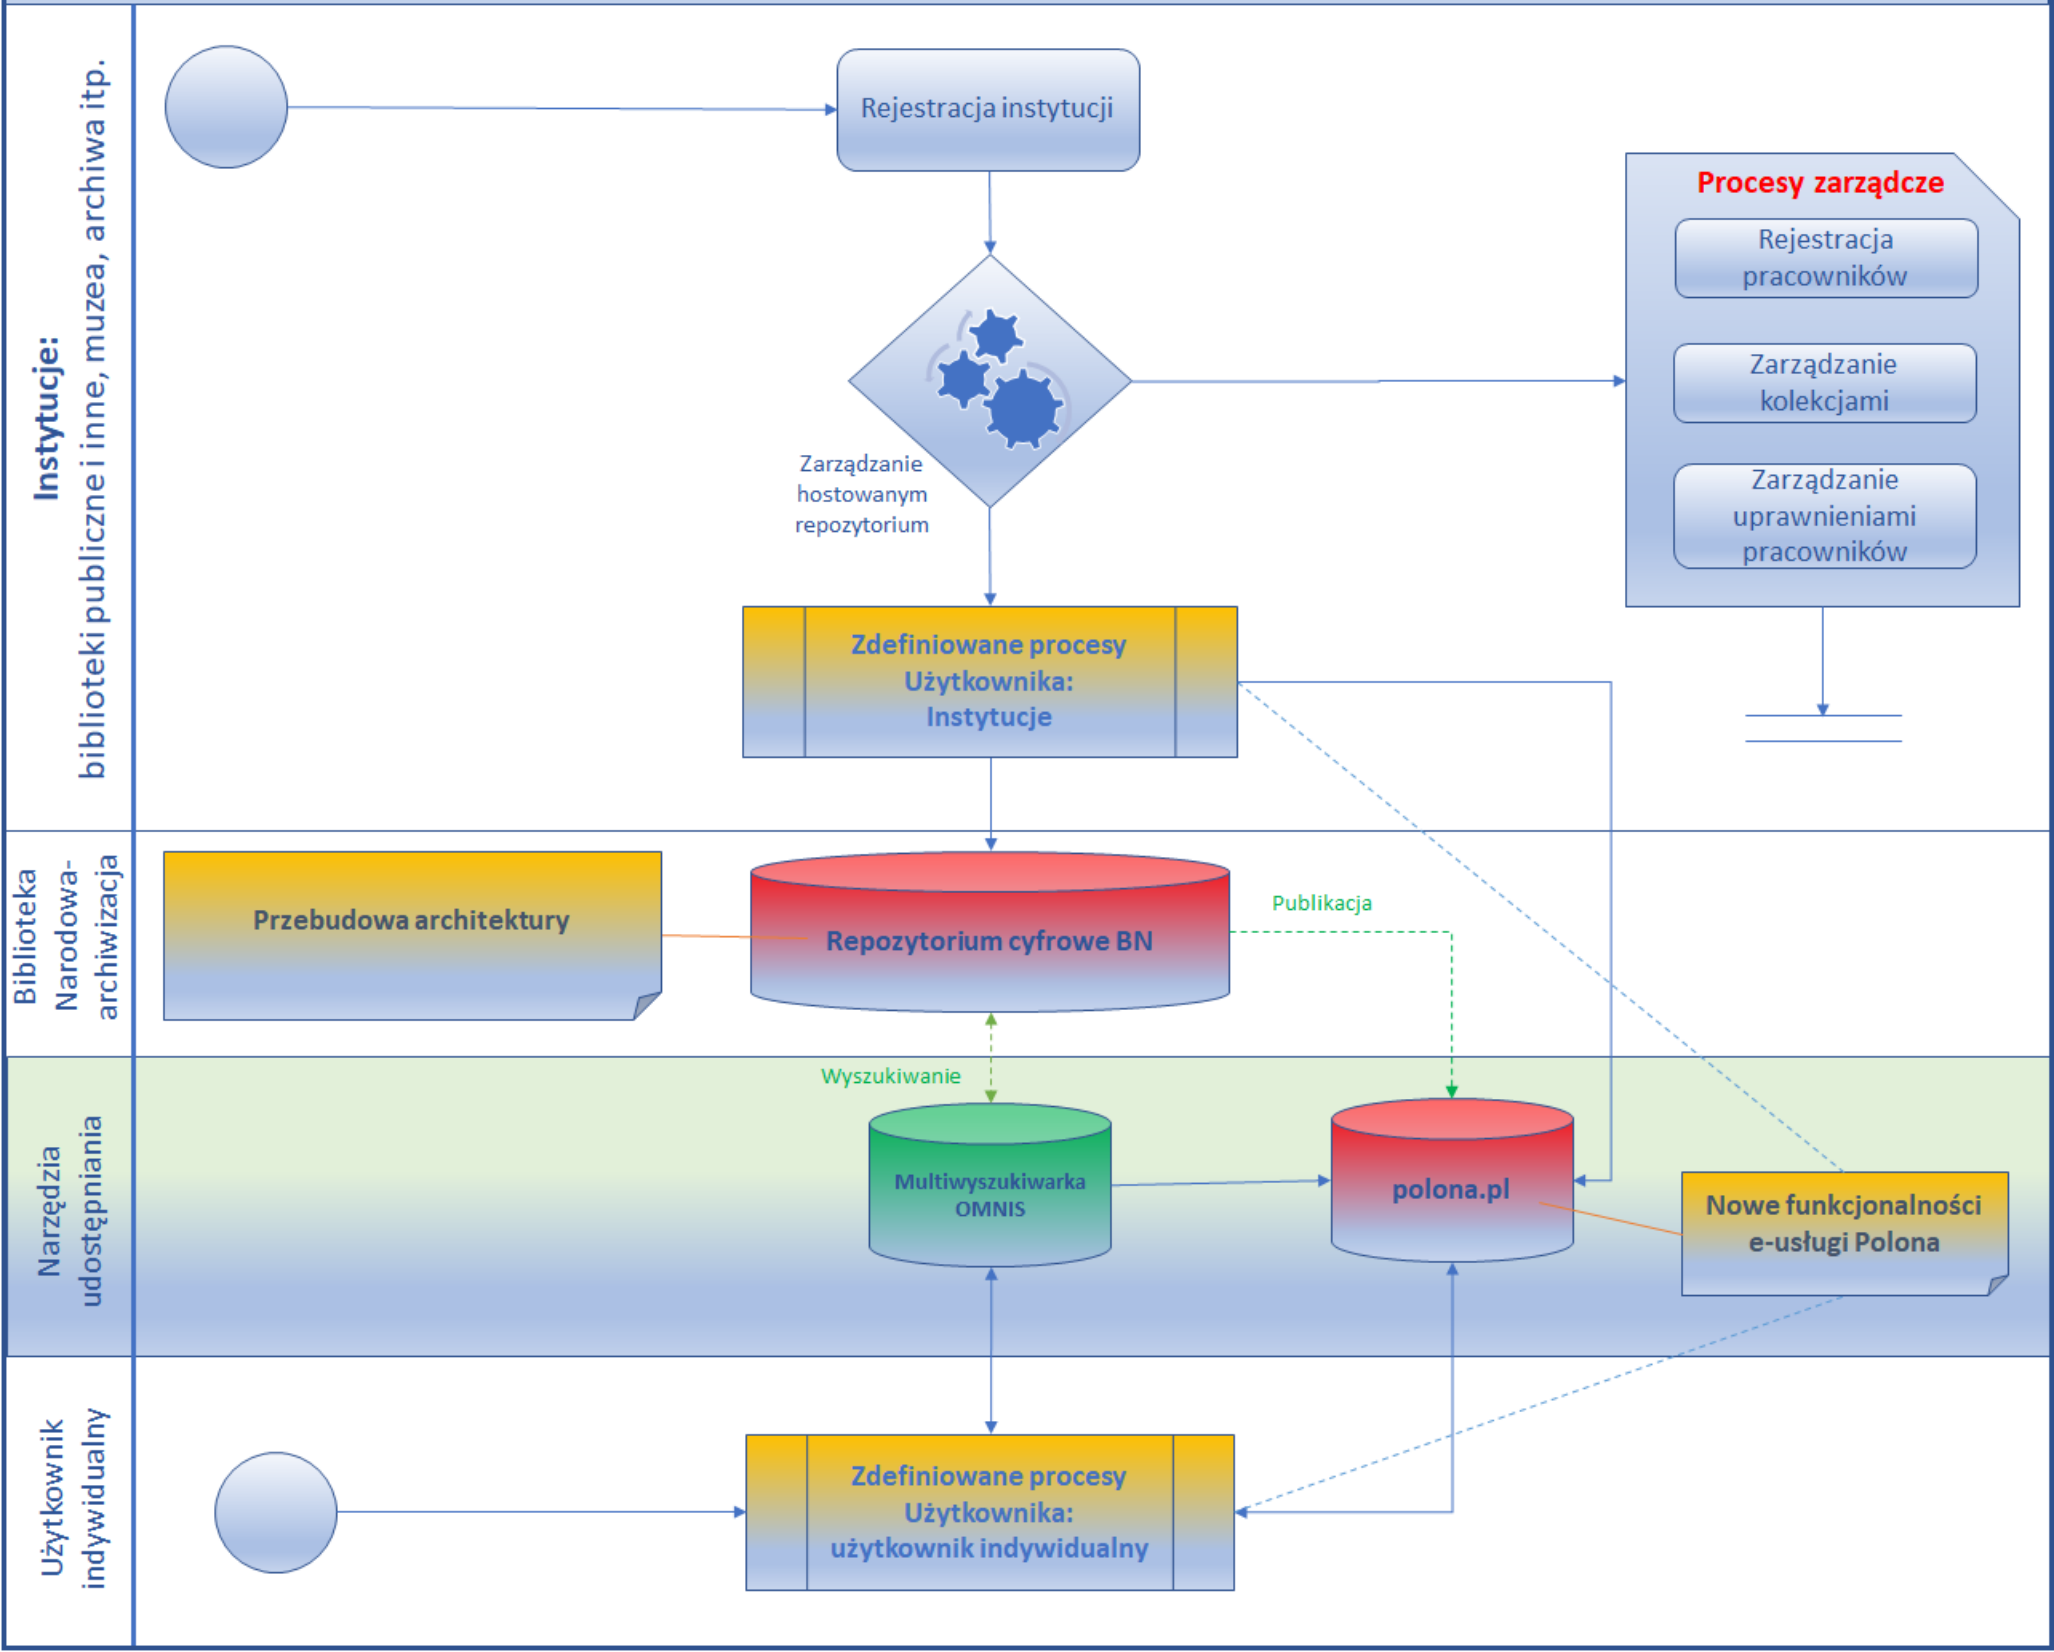 Instytucje:
biblioteki publiczne i inne, muzea, archiwa itp.
Rejestracja instytucji
Procesy zarządcze
Rejestracja
pracowników
Zarządzanie
kolekcjami
Zarządzanie
uprawnieniami
pracowników
Zarządzanie
hostowanym
repozytorium
Zdefiniowane procesy
Użytkownika:
Instytucje
Biblioteka
Narodowa-
archiwizacja
Przebudowa architektury
Repozytorium cyfrowe BN
Publikacja
Narzędzia
udostępniania
Wyszukiwanie
Multiwyszukiwarka
OMNIS
polona.pl
Nowe funkcjonalności
e-usługi Polona
Użytkownik
indywidualny
Zdefiniowane procesy
Użytkownika:
użytkownik indywidualny